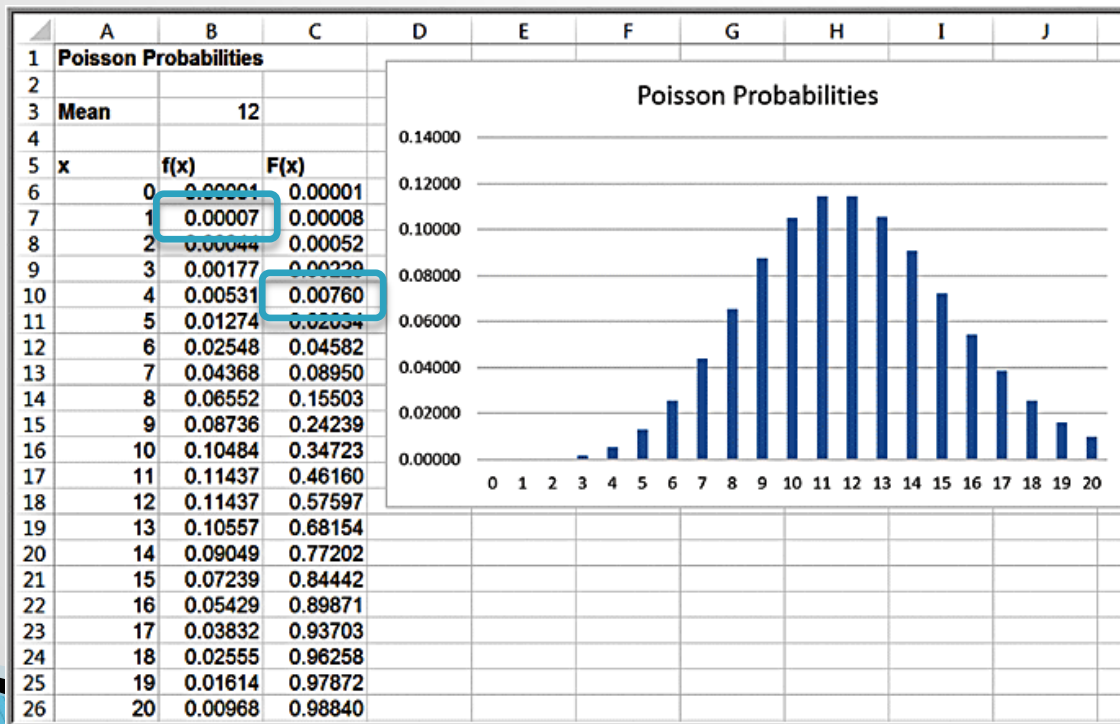 A B C D E F G H I J
1 Poisson Probabilities
2
3 Mean 12
4
5 x f(x) F(x)
6 0 0.00001 0.00001
7 1 0.00007 0.00008
8 2 0.00044 0.00052
9 3 0.00177 0.00229
10 4 0.00531 0.00760
11 5 0.01274 0.02034
12 6 0.02548 0.04582
13 7 0.04368 0.08950
14 8 0.06552 0.15503
15 9 0.08736 0.24239
16 10 0.10484 0.34723
17 11 0.11437 0.46160
18 12 0.11437 0.57597
19 13 0.10557 0.68154
20 14 0.09049 0.77202
21 15 0.07239 0.84442
22 16 0.05429 0.89871
23 17 0.03832 0.93703
24 18 0.02555 0.96258
25 19 0.01614 0.97872
26 20 0.00968 0.98840
Poisson Probabilities
0.14000
0.12000
0.10000
0.08000
0.06000
0.04000
0.02000
0.00000
0 1 2 3 4 5 6 7 8 9 10 11 12 13 14 15 16 17 18 19 20